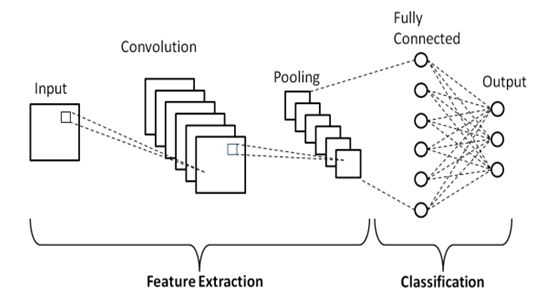 Input
Convolution
Pooling
Fully
Connected
Output
Feature Extraction
Classification